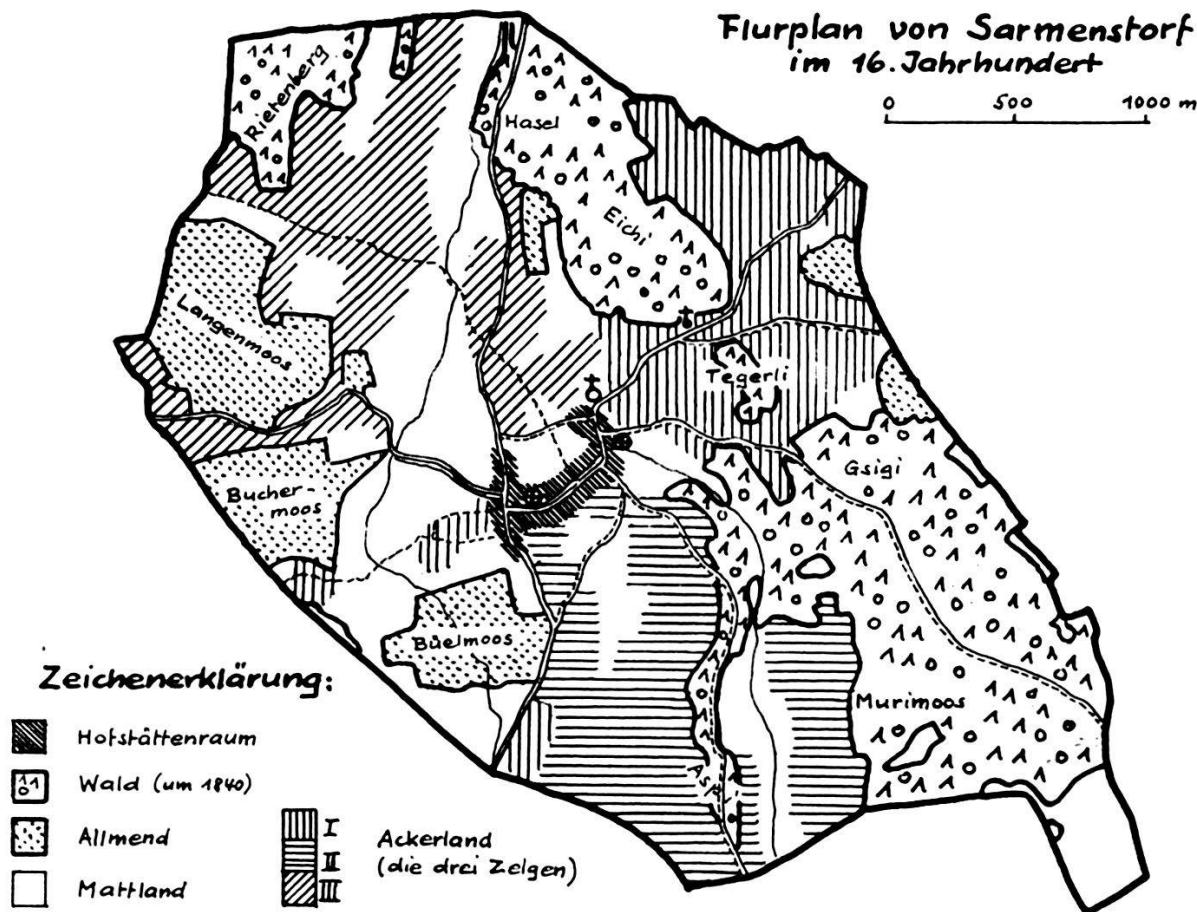 Flurplan von Sarmenstorf
im 16. Jahrhundert
0 500 1000 m
Rietenberg
Hasel
Eichi
Langenmoos
Tegerli
Gsigi
Bucher-
moos
Büelmoos
Murimoos
Asp
Zeichenerklärung:
Hofstättenraum
Wald (um 1840)
Allmend
Mattland
I
II
III
Ackerland
(die drei Zelgen)